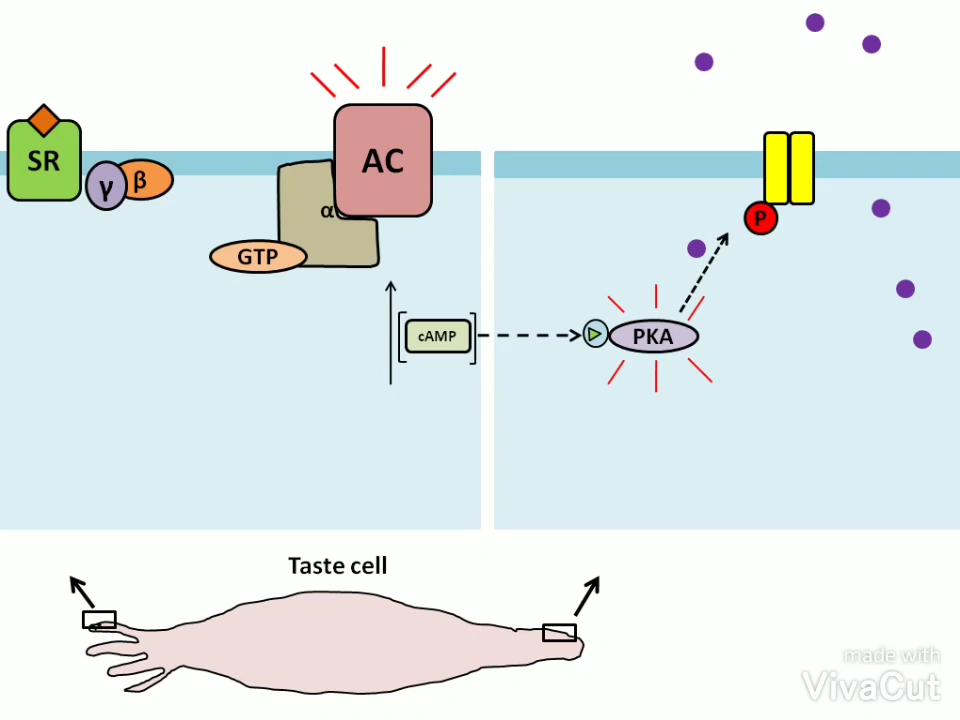 SR
γ
β
α
AC
GTP
cAMP
PKA
P
Taste cell
made with
VivaCut